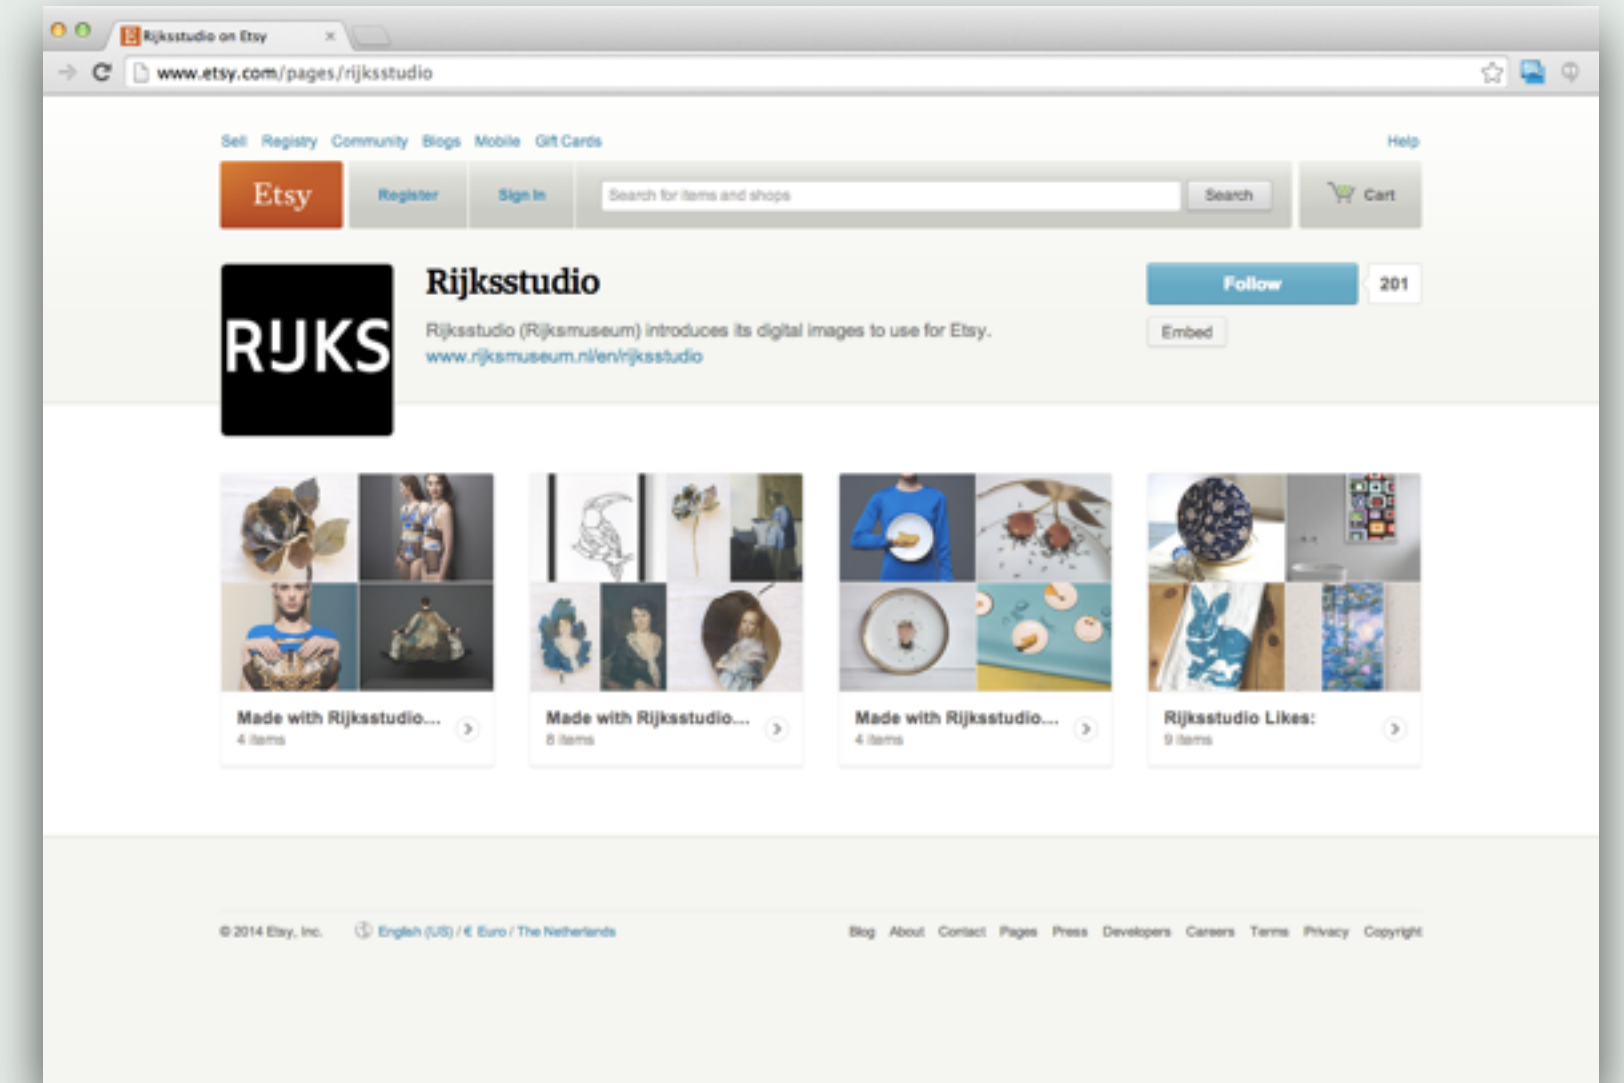 Rijksstudio on Etsy
www.etsy.com/pages/rijksstudio
Sell Registry Community Blogs Mobile Gift Cards Help
Etsy Register Sign In Search for items and shops Search Cart
RIJKS
Rijksstudio
Follow 201
Rijksstudio (Rijksmuseum) introduces its digital images to use for Etsy.
Embed
www.rijksmuseum.nl/en/rijksstudio
Made with Rijksstudio...
4 items
Made with Rijksstudio...
8 items
Made with Rijksstudio...
4 items
Rijksstudio Likes:
9 items
© 2014 Etsy, Inc. English (US) / € Euro / The Netherlands Blog About Contact Pages Press Developers Careers Terms Privacy Copyright